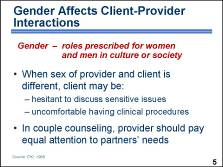 Gender Affects Client-Provider
Interactions
Gender – roles prescribed for women
and men in culture or society
• When sex of provider and client is
different, client may be:
– hesitant to discuss sensitive issues
– uncomfortable having clinical procedures
• In couple counseling, provider should pay
equal attention to partners' needs
5